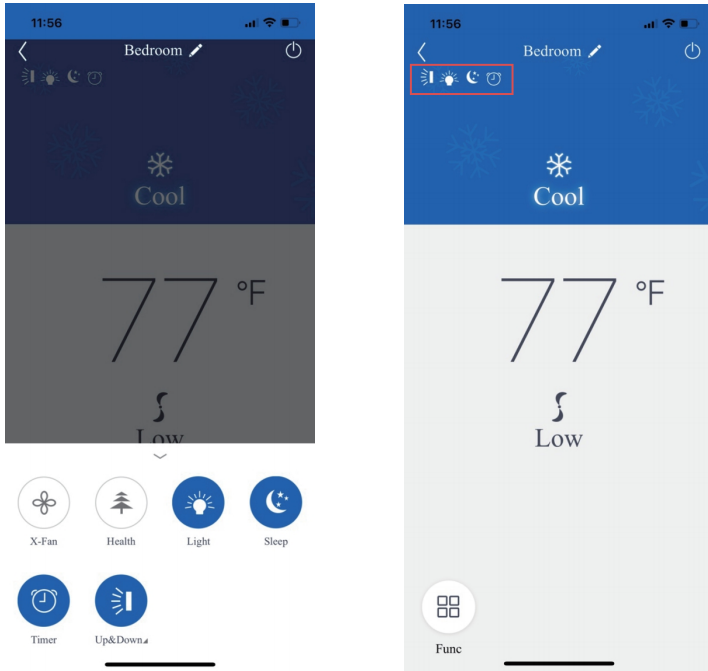 11:56
Bedroom
Cool
77 °F
Low
X-Fan
Health
Light
Sleep
Timer
Up&Down
11:56
Bedroom
Cool
77 °F
Low
Func